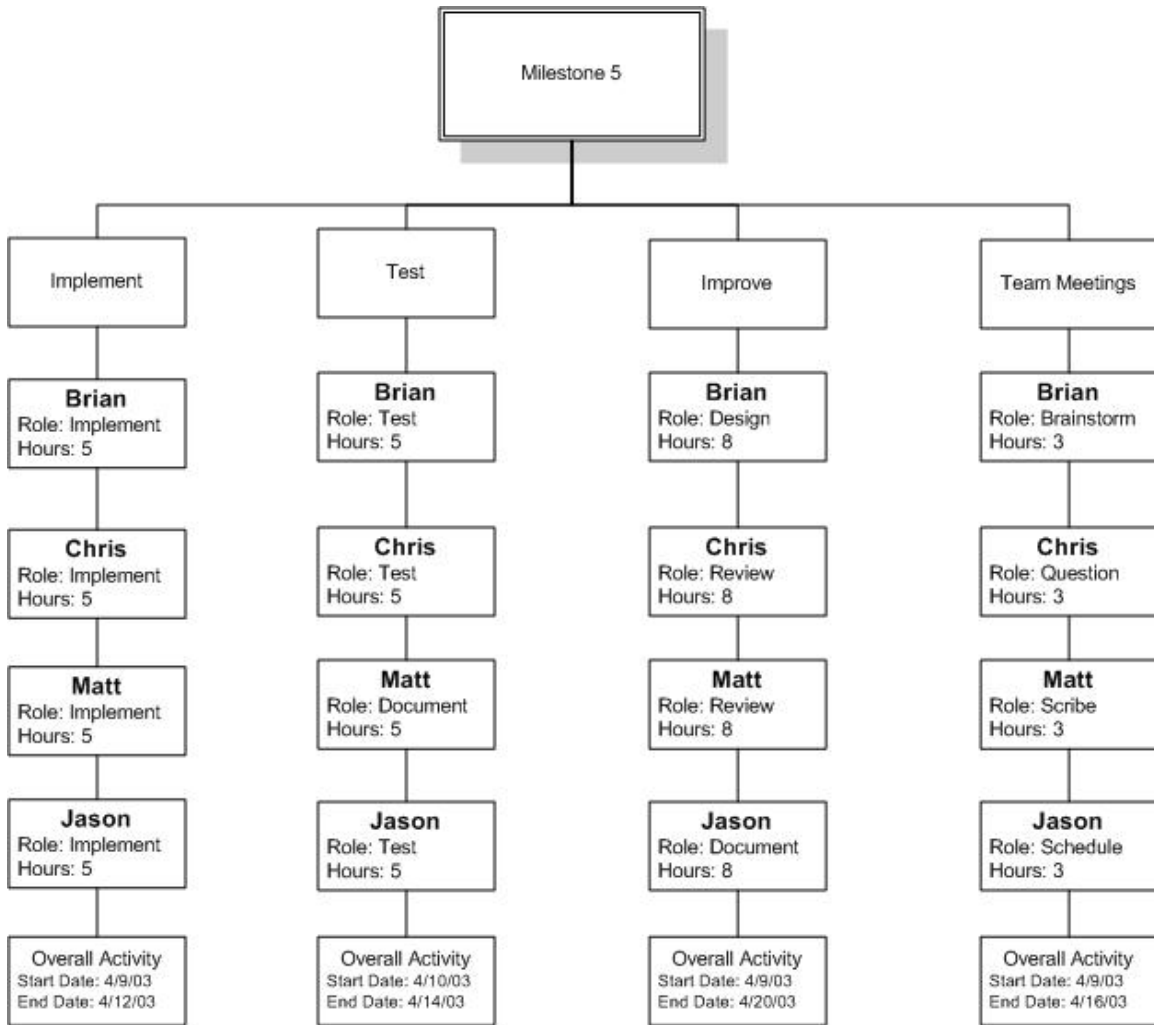 Milestone 5
Implement
Test
Improve
Team Meetings
Brian
Role: Implement
Hours: 5
Brian
Role: Test
Hours: 5
Brian
Role: Design
Hours: 8
Brian
Role: Brainstorm
Hours: 3
Chris
Role: Implement
Hours: 5
Chris
Role: Test
Hours: 5
Chris
Role: Review
Hours: 8
Chris
Role: Question
Hours: 3
Matt
Role: Implement
Hours: 5
Matt
Role: Document
Hours: 5
Matt
Role: Review
Hours: 8
Matt
Role: Scribe
Hours: 3
Jason
Role: Implement
Hours: 5
Jason
Role: Test
Hours: 5
Jason
Role: Document
Hours: 8
Jason
Role: Schedule
Hours: 3
Overall Activity
Start Date: 4/9/03
End Date: 4/12/03
Overall Activity
Start Date: 4/10/03
End Date: 4/14/03
Overall Activity
Start Date: 4/9/03
End Date: 4/20/03
Overall Activity
Start Date: 4/9/03
End Date: 4/16/03